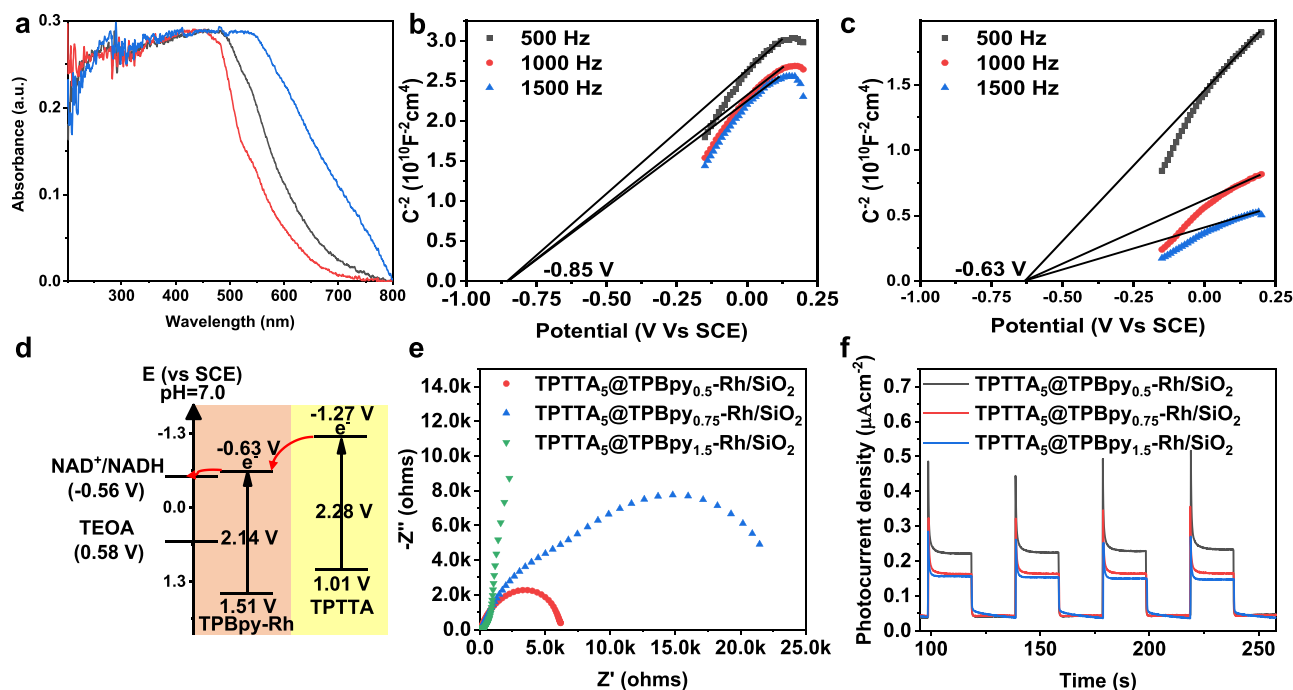 a
Absorbance (a.u.)
0.3
0.2
0.1
0.0
300 400 500 600 700 800
Wavelength (nm)
b
500 Hz
1000 Hz
1500 Hz
C⁻² (10¹⁰F⁻²cm⁴)
3.0
2.5
2.0
1.5
1.0
0.5
0.0
-0.85 V
-1.00 -0.75 -0.50 -0.25 0.00 0.25
Potential (V Vs SCE)
c
500 Hz
1000 Hz
1500 Hz
C⁻² (10¹⁰F⁻²cm4)
1.5
1.0
0.5
0.0
-0.63 V
-1.00 -0.75 -0.50 -0.25 0.00 0.25
Potential (V Vs SCE)
d
E (vs SCE)
pH=7.0
-1.3
0.0
1.3
NAD⁺/NADH
(-0.56 V)
TEOA
(0.58 V)
-0.63 V
e⁻
2.14 V
1.51 V
TPBpy-Rh
-1.27 V
e⁻
2.28 V
1.01 V
TPTTA
e
TPTTA₅@TPBpy₀.₅-Rh/SiO₂
TPTTA₅@TPBpy₀.₇₅-Rh/SiO₂
TPTTA₅@TPBpy₁.₅-Rh/SiO₂
-Z'' (ohms)
14.0k
12.0k
10.0k
8.0k
6.0k
4.0k
2.0k
0.0
0.0 5.0k 10.0k 15.0k 20.0k 25.0k
Z' (ohms)
f
TPTTA₅@TPBpy₀.₅-Rh/SiO₂
TPTTA₅@TPBpy₀.₇₅-Rh/SiO₂
TPTTA₅@TPBpy₁.₅-Rh/SiO₂
Photocurrent density (μAcm⁻²)
0.7
0.6
0.5
0.4
0.3
0.2
0.1
0.0
100 150 200 250
Time (s)